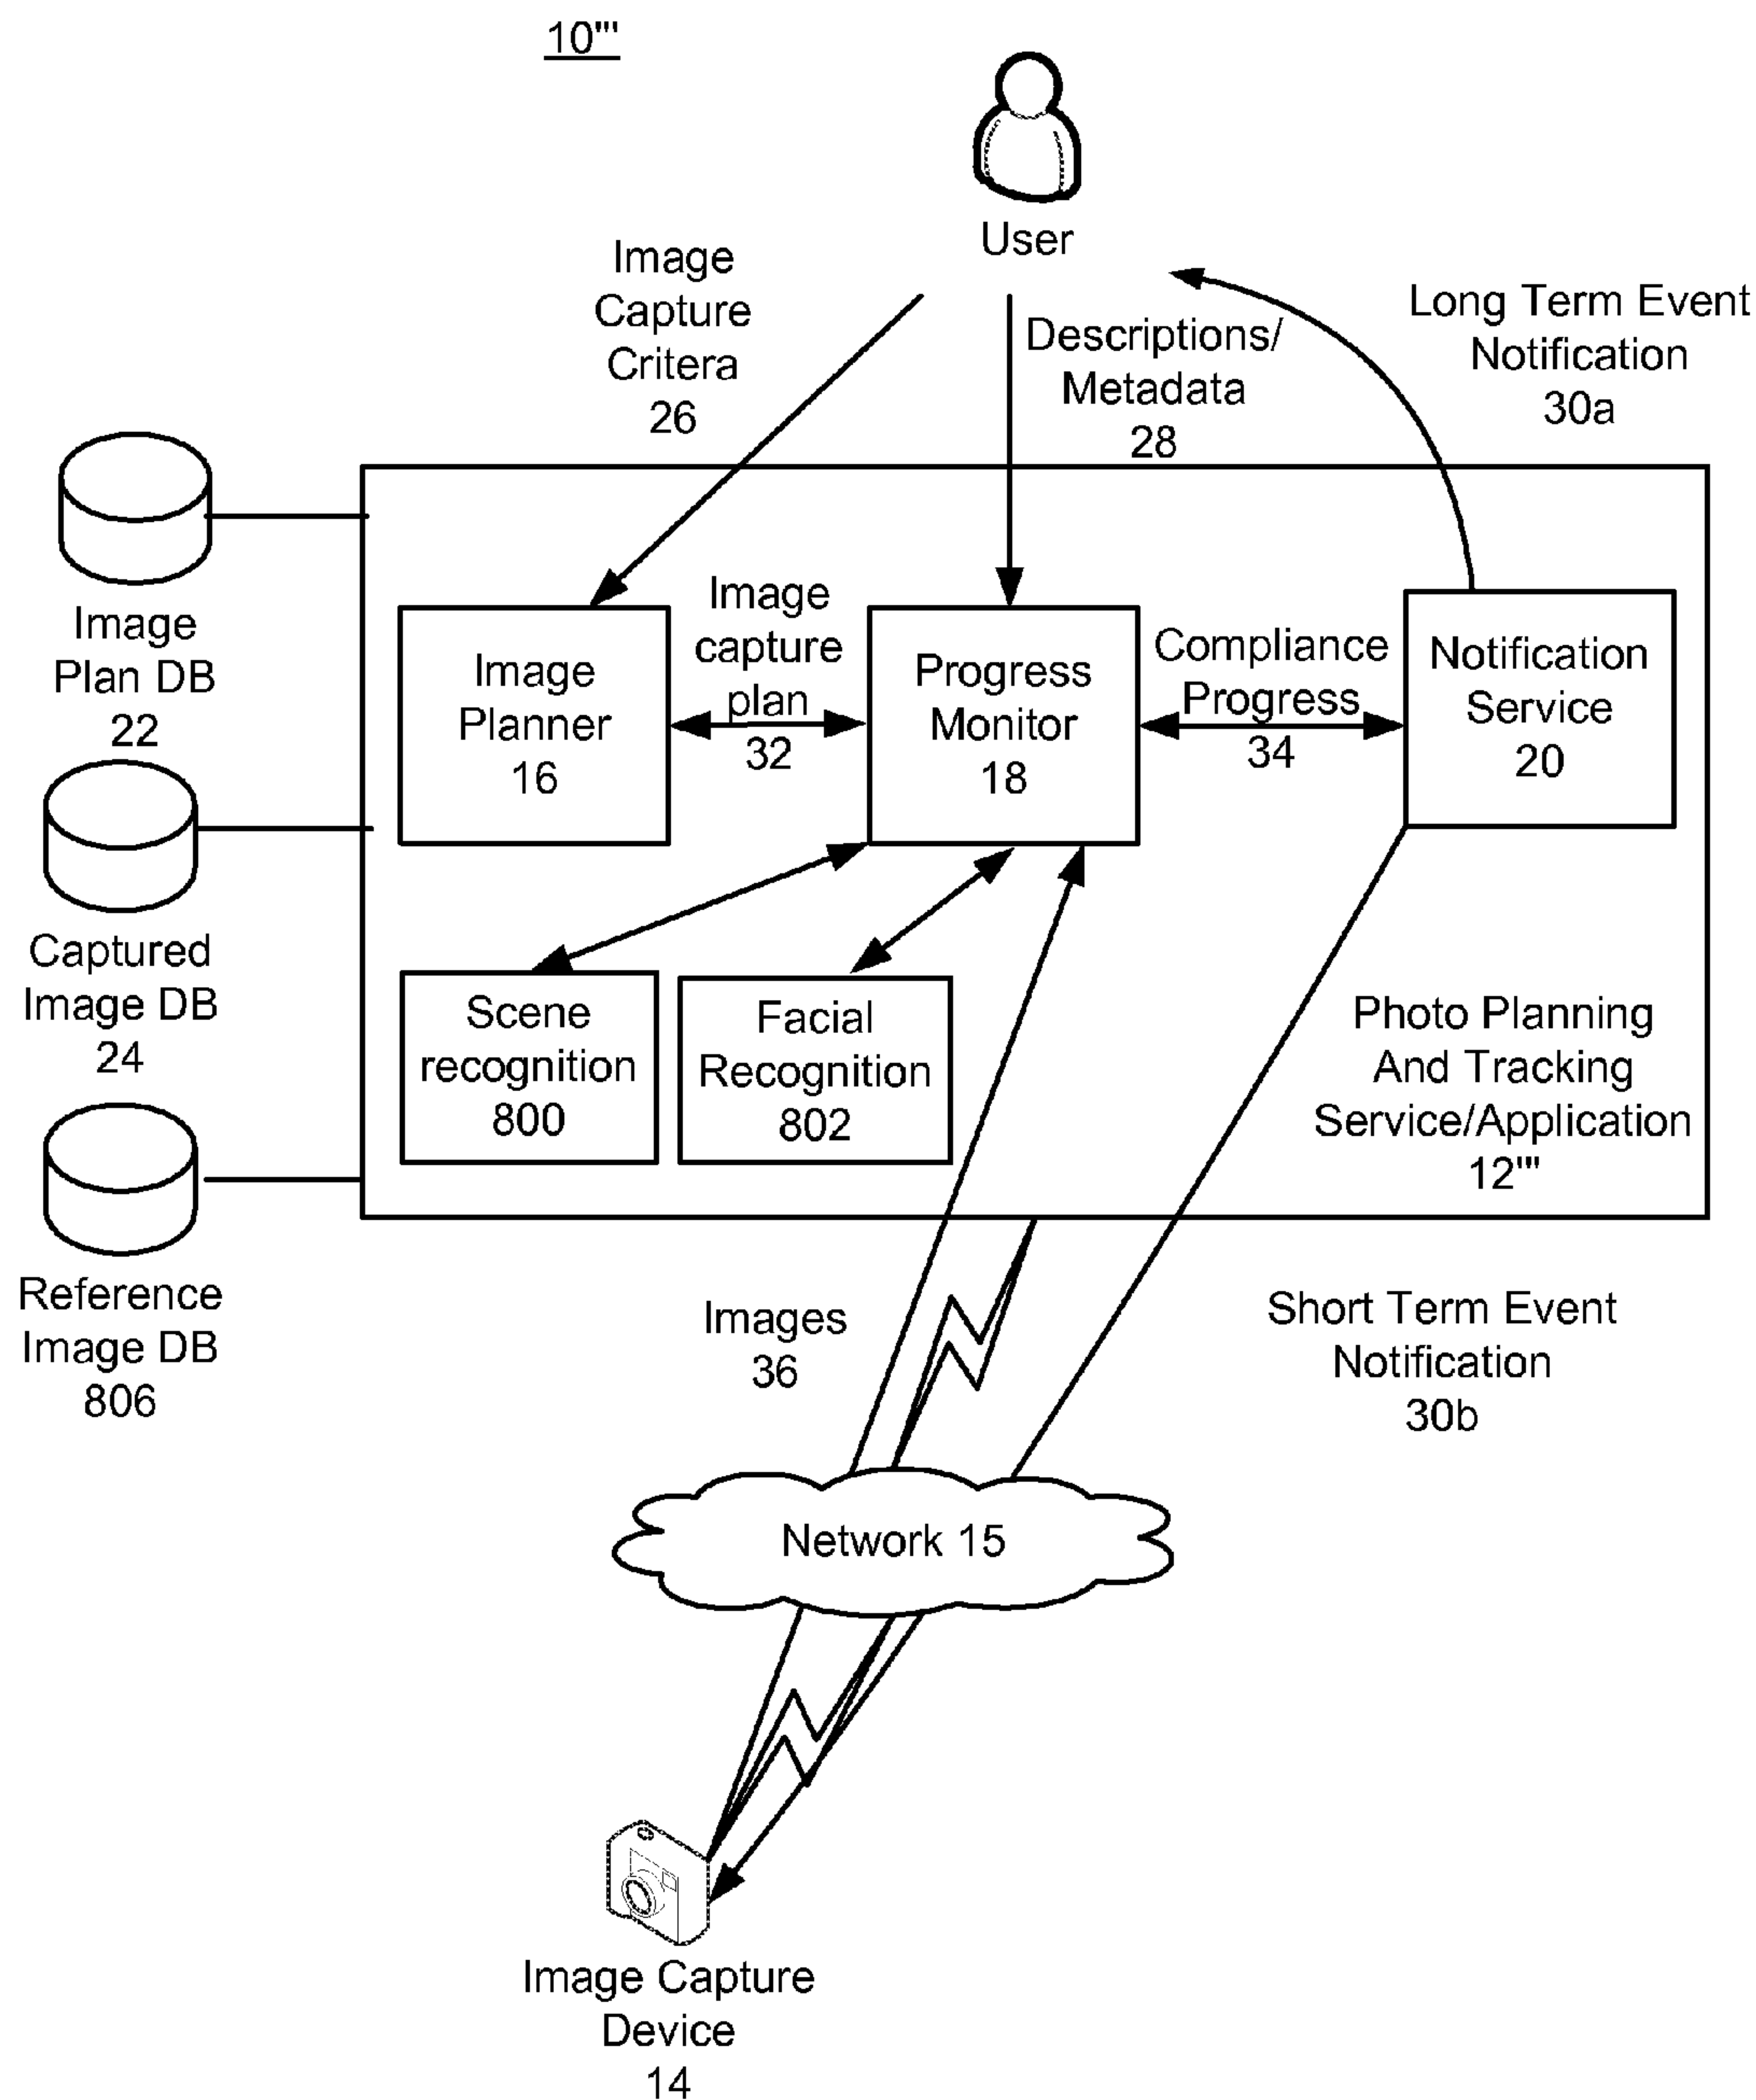 10'''
User
Image
Capture
Critera
26
Descriptions/
Metadata
28
Long Term Event
Notification
30a
Image
Plan DB
22
Captured
Image DB
24
Reference
Image DB
806
Image
Planner
16
Image
capture
plan
32
Progress
Monitor
18
Compliance
Progress
34
Notification
Service
20
Scene
recognition
800
Facial
Recognition
802
Photo Planning
And Tracking
Service/Application
12'''
Images
36
Short Term Event
Notification
30b
Network 15
Image Capture
Device
14